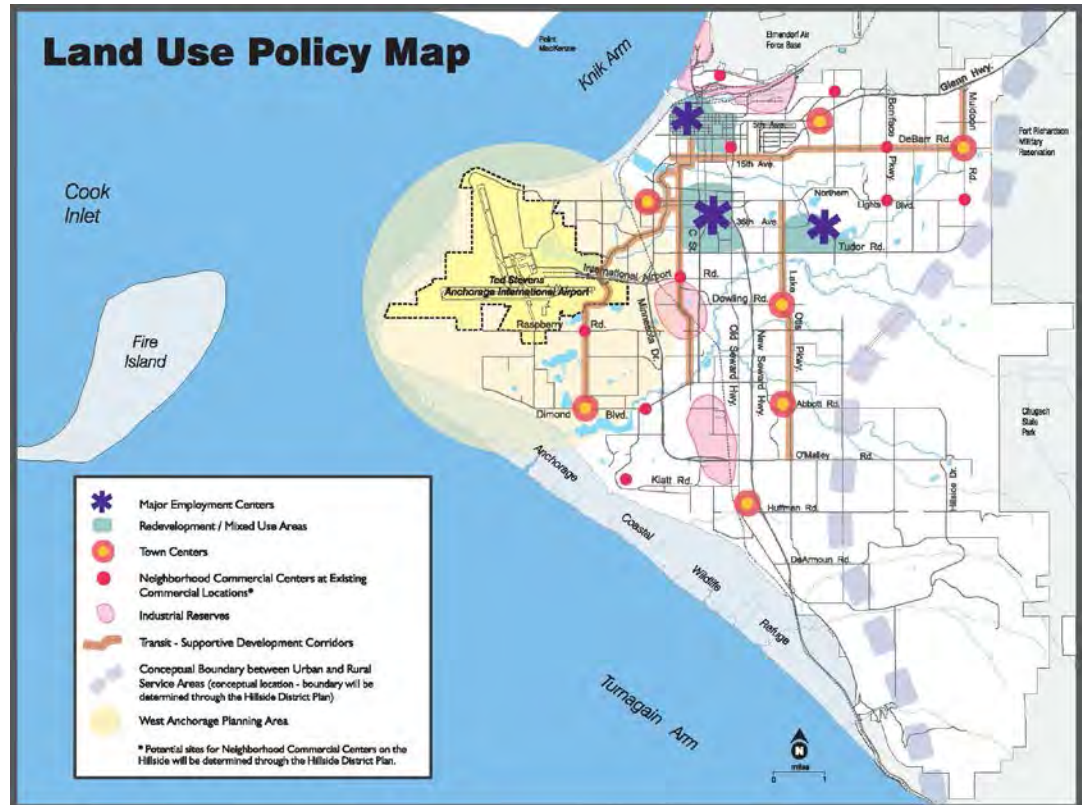 Land Use Policy Map
Point
MacKenzie
Knik Arm
Elmendorf Air
Force Base
Glenn Hwy.
Muldoon
Rd.
Boniface
Pkwy.
5th Ave.
DeBarr Rd.
Fort Richardson
Military
Reservation
15th Ave.
Cook
Inlet
Northern
Lights Blvd.
36th Ave.
Tudor Rd.
C St.
International Airport Rd.
Ted Stevens
Anchorage International Airport
Minnesota Dr.
Dowling Rd.
Lake
Otis
Pkwy.
Raspberry Rd.
Old Seward Hwy.
New Seward Hwy.
Fire
Island
Dimond Blvd.
Abbott Rd.
Chugach
State
Park
O'Malley Rd.
Hillside Dr.
Klatt Rd.
Huffman Rd.
DeArmoun Rd.
Anchorage
Coastal
Wildlife
Refuge
Turnagain Arm
Major Employment Centers
Redevelopment / Mixed Use Areas
Town Centers
Neighborhood Commercial Centers at Existing
Commercial Locations*
Industrial Reserves
Transit - Supportive Development Corridors
Conceptual Boundary between Urban and Rural
Service Areas (conceptual location - boundary will be
determined through the Hillside District Plan)
West Anchorage Planning Area
* Potential sites for Neighborhood Commercial Centers on the
Hillside will be determined through the Hillside District Plan.
N
miles
0 1